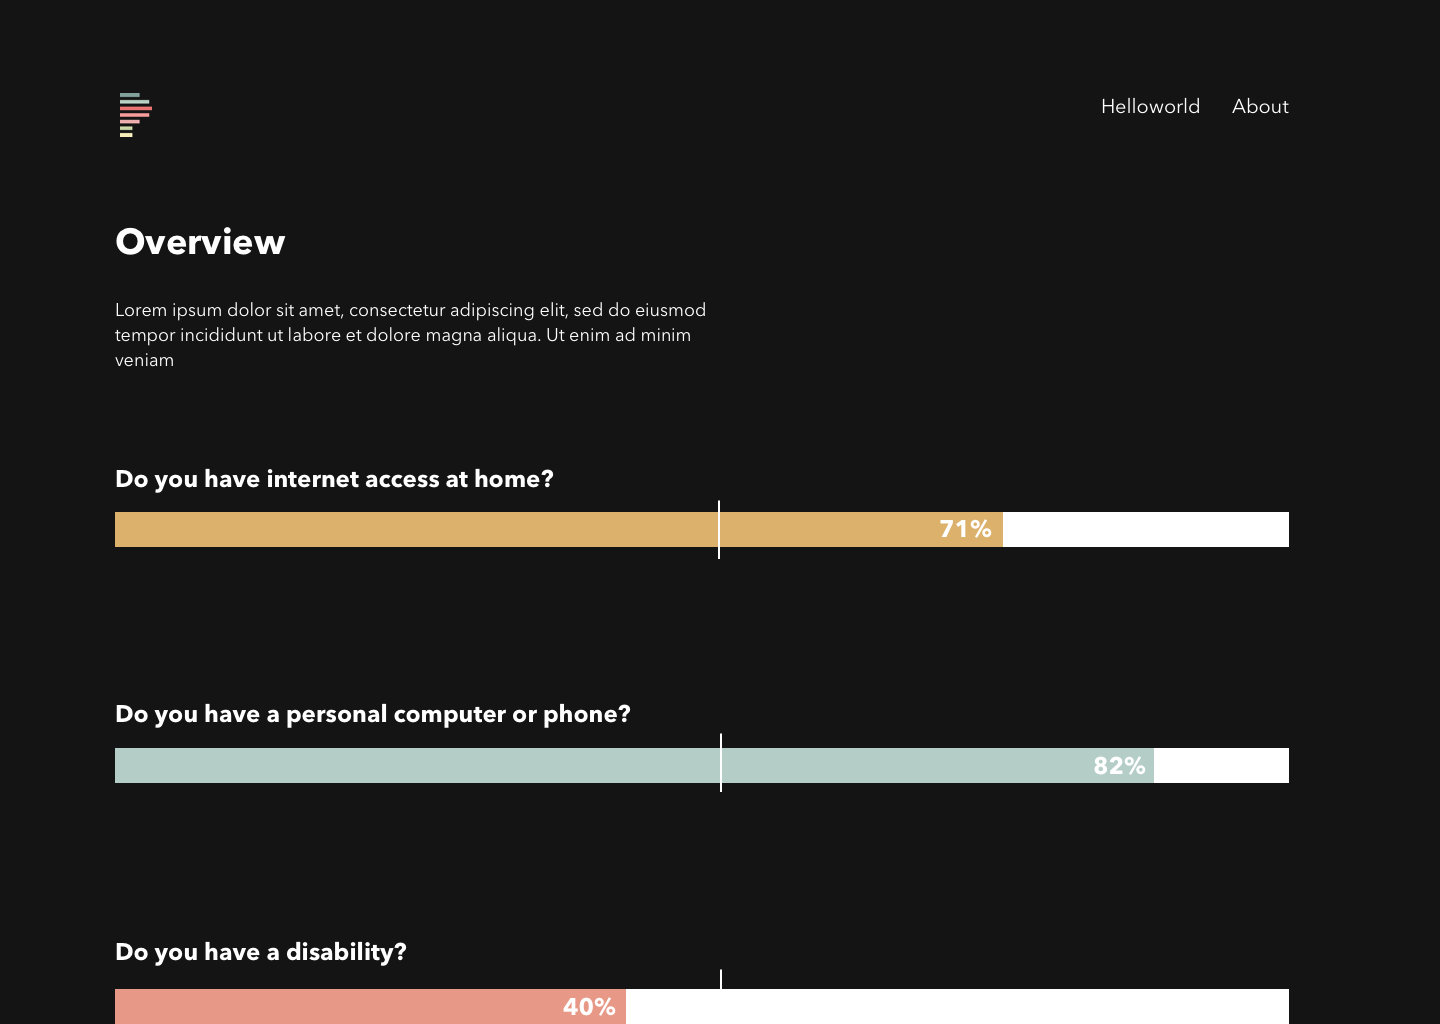 Helloworld About
Overview
Lorem ipsum dolor sit amet, consectetur adipiscing elit, sed do eiusmod
tempor incididunt ut labore et dolore magna aliqua. Ut enim ad minim
veniam
Do you have internet access at home?
71%
Do you have a personal computer or phone?
82%
Do you have a disability?
40%